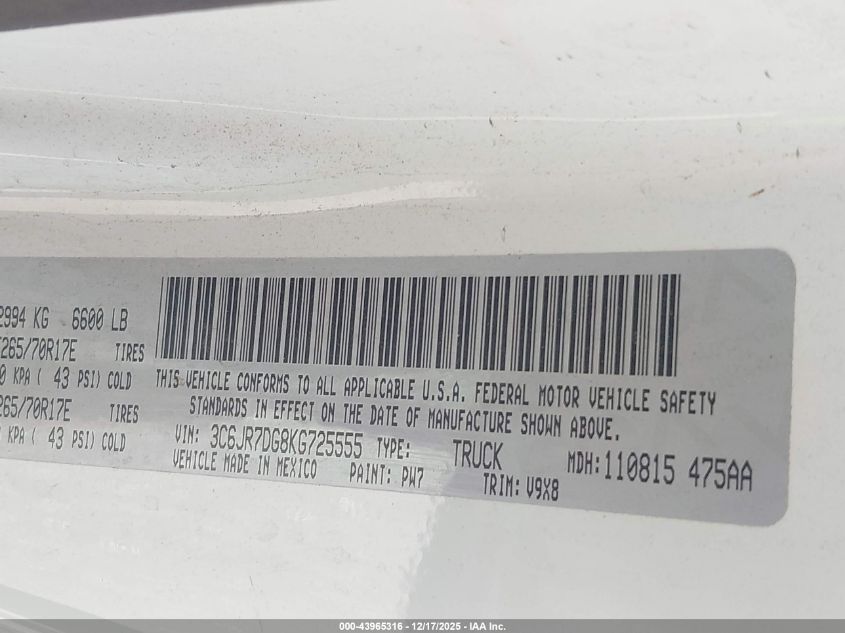 2994 KG 6600 LB
265/70R17E TIRES
0 KPA ( 43 PSI) COLD
265/70R17E TIRES
KPA ( 43 PSI) COLD
THIS VEHICLE CONFORMS TO ALL APPLICABLE U.S.A. FEDERAL MOTOR VEHICLE SAFETY
STANDARDS IN EFFECT ON THE DATE OF MANUFACTURE SHOWN ABOVE.
VIN: 3C6JR7DG8KG725555 TYPE: TRUCK MDH: 110815 475AA
VEHICLE MADE IN MEXICO PAINT: PW7 TRIM: V9X8
000-43965316 - 12/17/2025 - IAA Inc.